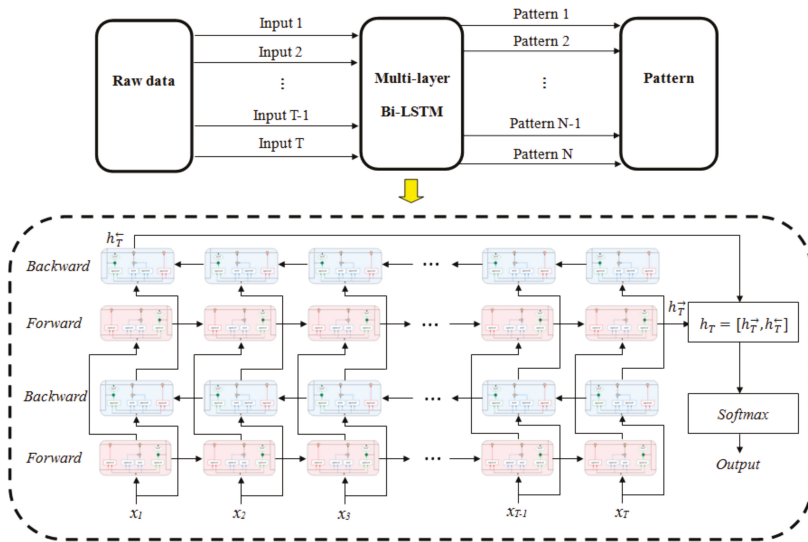 Raw data
Input 1
Input 2
⋮
Input T-1
Input T
Multi-layer
Bi-LSTM
Pattern 1
Pattern 2
⋮
Pattern N-1
Pattern N
Pattern
h←T
Backward
...
Forward
...
h→T
hT = [h→T, h←T]
Backward
...
Softmax
Forward
...
Output
x1
x2
x3
xT-1
xT